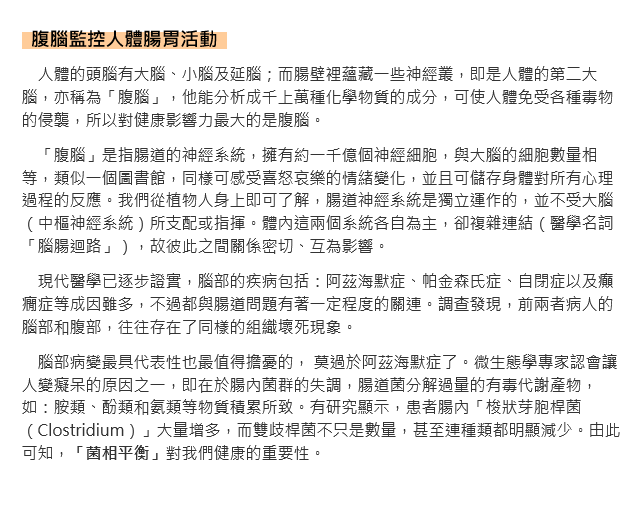 腹腦監控人體腸胃活動
人體的頭腦有大腦、小腦及延腦；而腸壁裡蘊藏一些神經叢，即是人體的第二大
腦，亦稱為「腹腦」，他能分析成千上萬種化學物質的成分，可使人體免受各種毒物
的侵襲，所以對健康影響力最大的是腹腦。
「腹腦」是指腸道的神經系統，擁有約一千億個神經細胞，與大腦的細胞數量相
等，類似一個圖書館，同樣可感受喜怒哀樂的情緒變化，並且可儲存身體對所有心理
過程的反應。我們從植物人身上即可了解，腸道神經系統是獨立運作的，並不受大腦
（中樞神經系統）所支配或指揮。體內這兩個系統各自為主，卻複雜連結（醫學名詞
「腦腸迴路」），故彼此之間關係密切、互為影響。
現代醫學已逐步證實，腦部的疾病包括：阿茲海默症、帕金森氏症、自閉症以及癲
癇症等成因雖多，不過都與腸道問題有著一定程度的關連。調查發現，前兩者病人的
腦部和腹部，往往存在了同樣的組織壞死現象。
腦部病變最具代表性也最值得擔憂的， 莫過於阿茲海默症了。微生態學專家認會讓
人變癡呆的原因之一，即在於腸內菌群的失調，腸道菌分解過量的有毒代謝產物，
如：胺類、酚類和氨類等物質積累所致。有研究顯示，患者腸內「梭狀芽胞桿菌
（Clostridium）」大量增多，而雙歧桿菌不只是數量，甚至連種類都明顯減少。由此
可知，「菌相平衡」對我們健康的重要性。